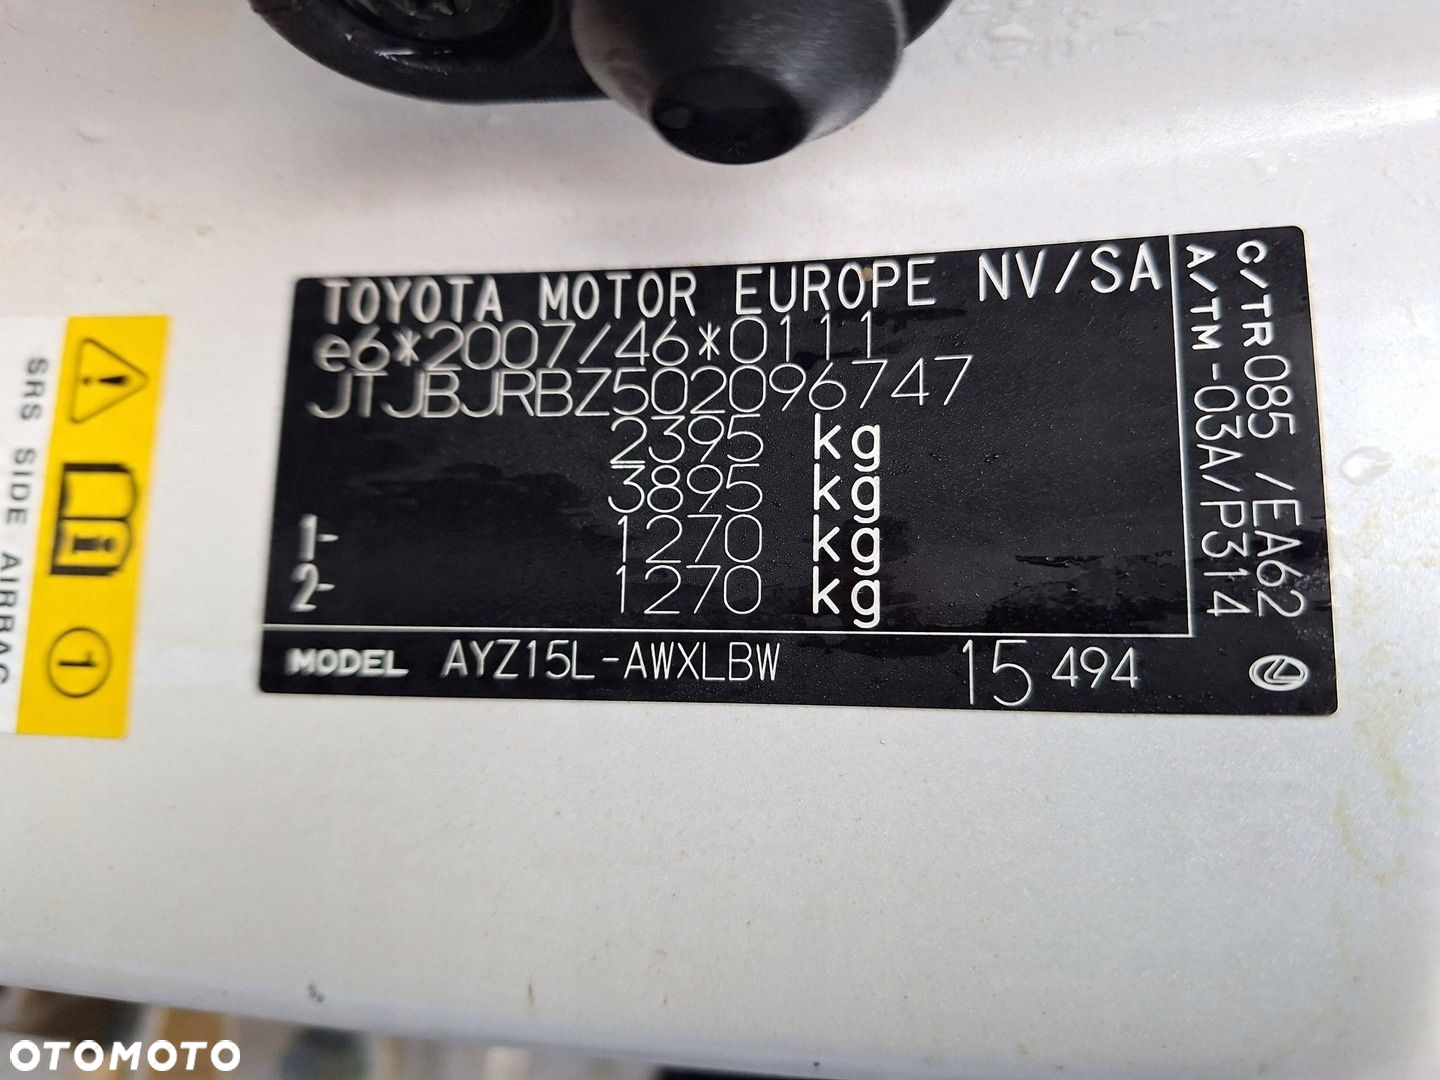 TOYOTA MOTOR EUROPE NV/SA
e6*2007/46*0111
JTJBJRBZ502096747
2395 kg
3895 kg
1- 1270 kg
2- 1270 kg
MODEL AYZ15L-AWXLBW 15 494
C/TR085 /EA62
A/TM -03A/P314
SRS SIDE AIRBAG
1
OTOMOTO